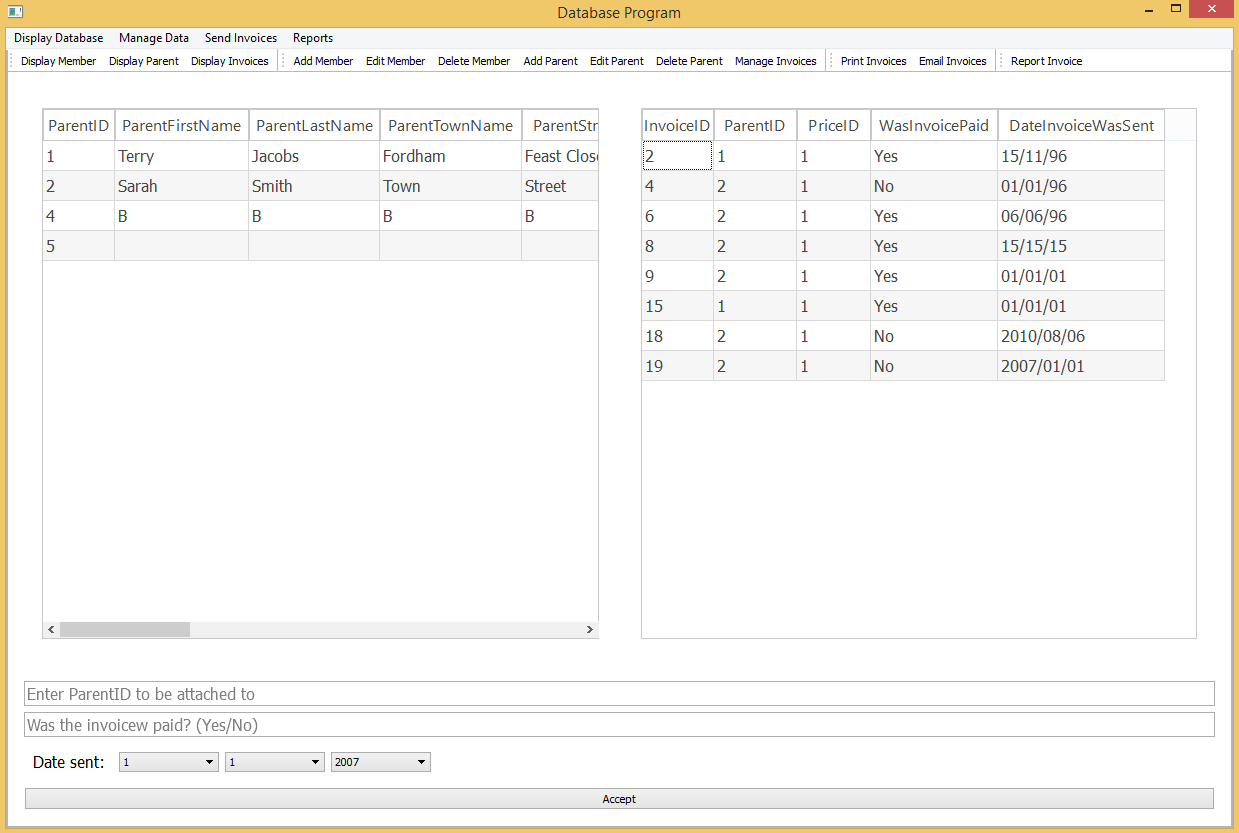 Database Program
Display Database Manage Data Send Invoices Reports
Display Member Display Parent Display Invoices Add Member Edit Member Delete Member Add Parent Edit Parent Delete Parent Manage Invoices Print Invoices Email Invoices Report Invoice
ParentID ParentFirstName ParentLastName ParentTownName ParentStr
1 Terry Jacobs Fordham Feast Close
2 Sarah Smith Town Street
4 B B B B
5
InvoiceID ParentID PriceID WasInvoicePaid DateInvoiceWasSent
2 1 1 Yes 15/11/96
4 2 1 No 01/01/96
6 2 1 Yes 06/06/96
8 2 1 Yes 15/15/15
9 2 1 Yes 01/01/01
15 1 1 Yes 01/01/01
18 2 1 No 2010/08/06
19 2 1 No 2007/01/01
Enter ParentID to be attached to
Was the invoicew paid? (Yes/No)
Date sent: 1 1 2007
Accept